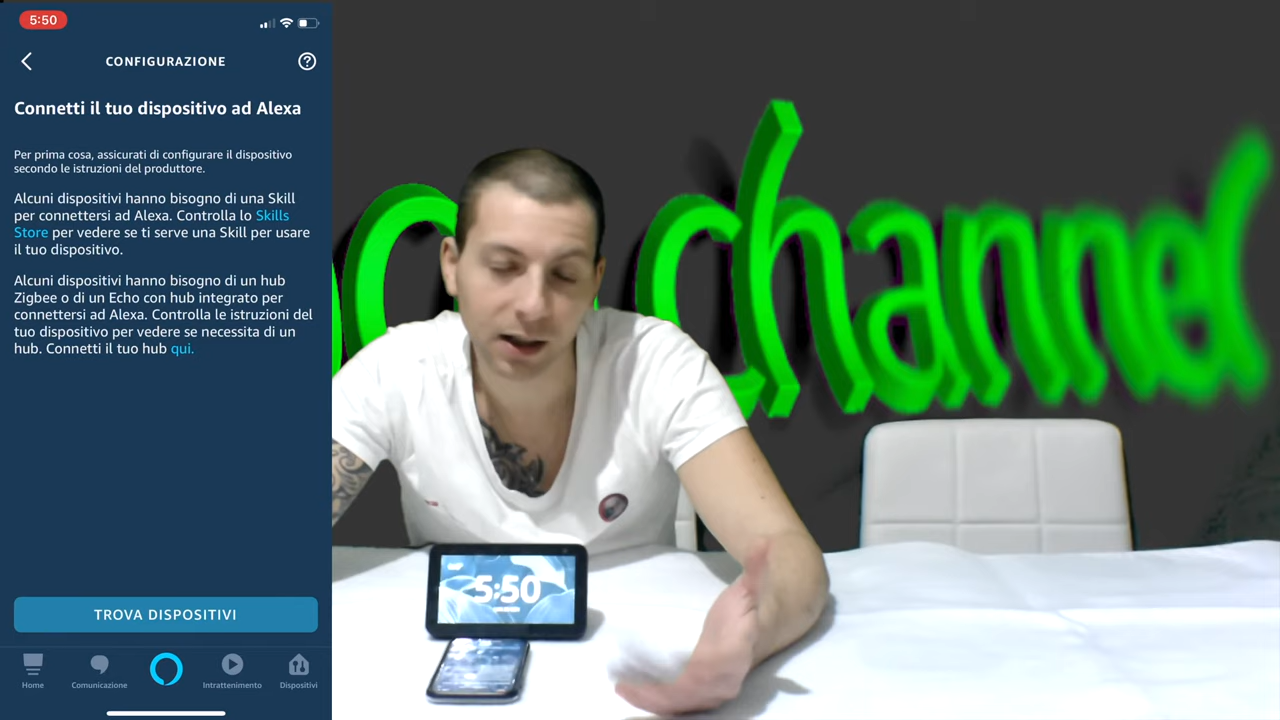 5:50
CONFIGURAZIONE
Connetti il tuo dispositivo ad Alexa
Per prima cosa, assicurati di configurare il dispositivo
secondo le istruzioni del produttore.
Alcuni dispositivi hanno bisogno di una Skill
per connettersi ad Alexa. Controlla lo Skills
Store per vedere se ti serve una Skill per usare
il tuo dispositivo.
Alcuni dispositivi hanno bisogno di un hub
Zigbee o di un Echo con hub integrato per
connettersi ad Alexa. Controlla le istruzioni del
tuo dispositivo per vedere se necessita di un
hub. Connetti il tuo hub qui.
TROVA DISPOSITIVI
Home
Comunicazione
Intrattenimento
Dispositivi
channel
5:50